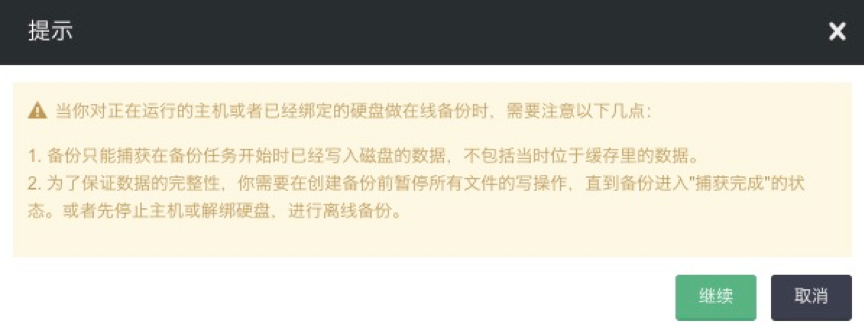 提示
当你对正在运行的主机或者已经绑定的硬盘做在线备份时，需要注意以下几点：
1. 备份只能捕获在备份任务开始时已经写入磁盘的数据，不包括当时位于缓存里的数据。
2. 为了保证数据的完整性，你需要在创建备份前暂停所有文件的写操作，直到备份进入"捕获完成"的状
态。或者先停止主机或解绑硬盘，进行离线备份。
继续 取消